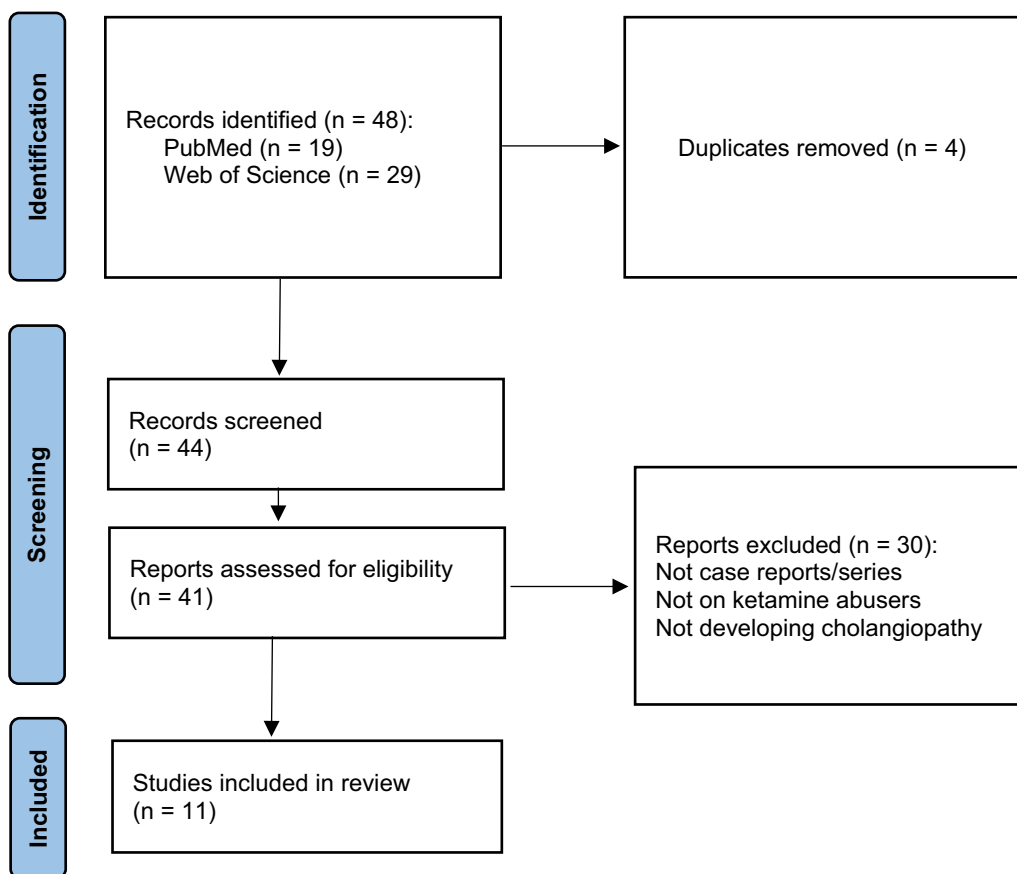 Identification
Records identified (n = 48):
PubMed (n = 19)
Web of Science (n = 29)
Duplicates removed (n = 4)
Screening
Records screened
(n = 44)
Reports assessed for eligibility
(n = 41)
Reports excluded (n = 30):
Not case reports/series
Not on ketamine abusers
Not developing cholangiopathy
Included
Studies included in review
(n = 11)